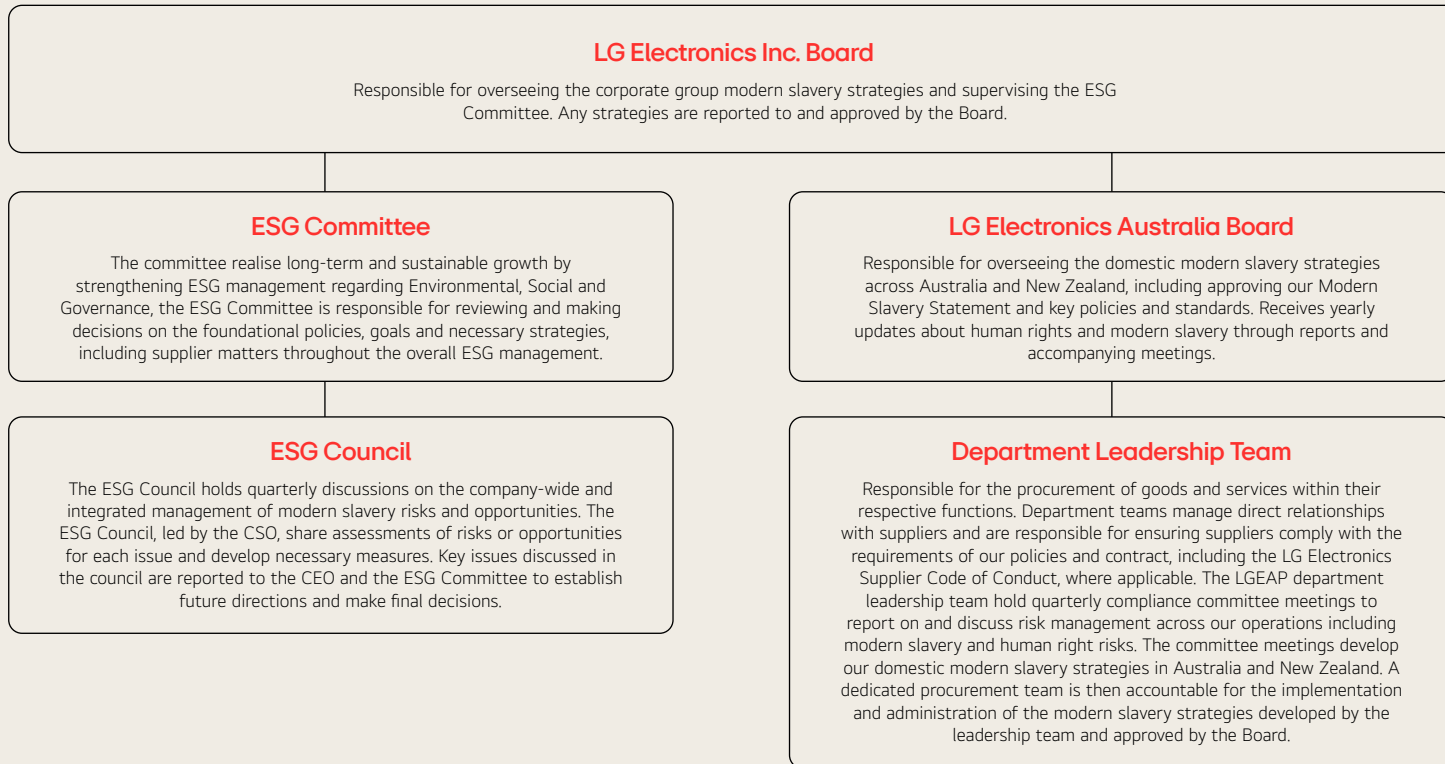 LG Electronics Inc. Board
Responsible for overseeing the corporate group modern slavery strategies and supervising the ESG
Committee. Any strategies are reported to and approved by the Board.
ESG Committee
The committee realise long-term and sustainable growth by
strengthening ESG management regarding Environmental, Social and
Governance, the ESG Committee is responsible for reviewing and making
decisions on the foundational policies, goals and necessary strategies,
including supplier matters throughout the overall ESG management.
ESG Council
The ESG Council holds quarterly discussions on the company-wide and
integrated management of modern slavery risks and opportunities. The
ESG Council, led by the CSO, share assessments of risks or opportunities
for each issue and develop necessary measures. Key issues discussed in
the council are reported to the CEO and the ESG Committee to establish
future directions and make final decisions.
LG Electronics Australia Board
Responsible for overseeing the domestic modern slavery strategies
across Australia and New Zealand, including approving our Modern
Slavery Statement and key policies and standards. Receives yearly
updates about human rights and modern slavery through reports and
accompanying meetings.
Department Leadership Team
Responsible for the procurement of goods and services within their
respective functions. Department teams manage direct relationships
with suppliers and are responsible for ensuring suppliers comply with the
requirements of our policies and contract, including the LG Electronics
Supplier Code of Conduct, where applicable. The LGEAP department
leadership team hold quarterly compliance committee meetings to
report on and discuss risk management across our operations including
modern slavery and human right risks. The committee meetings develop
our domestic modern slavery strategies in Australia and New Zealand. A
dedicated procurement team is then accountable for the implementation
and administration of the modern slavery strategies developed by the
leadership team and approved by the Board.